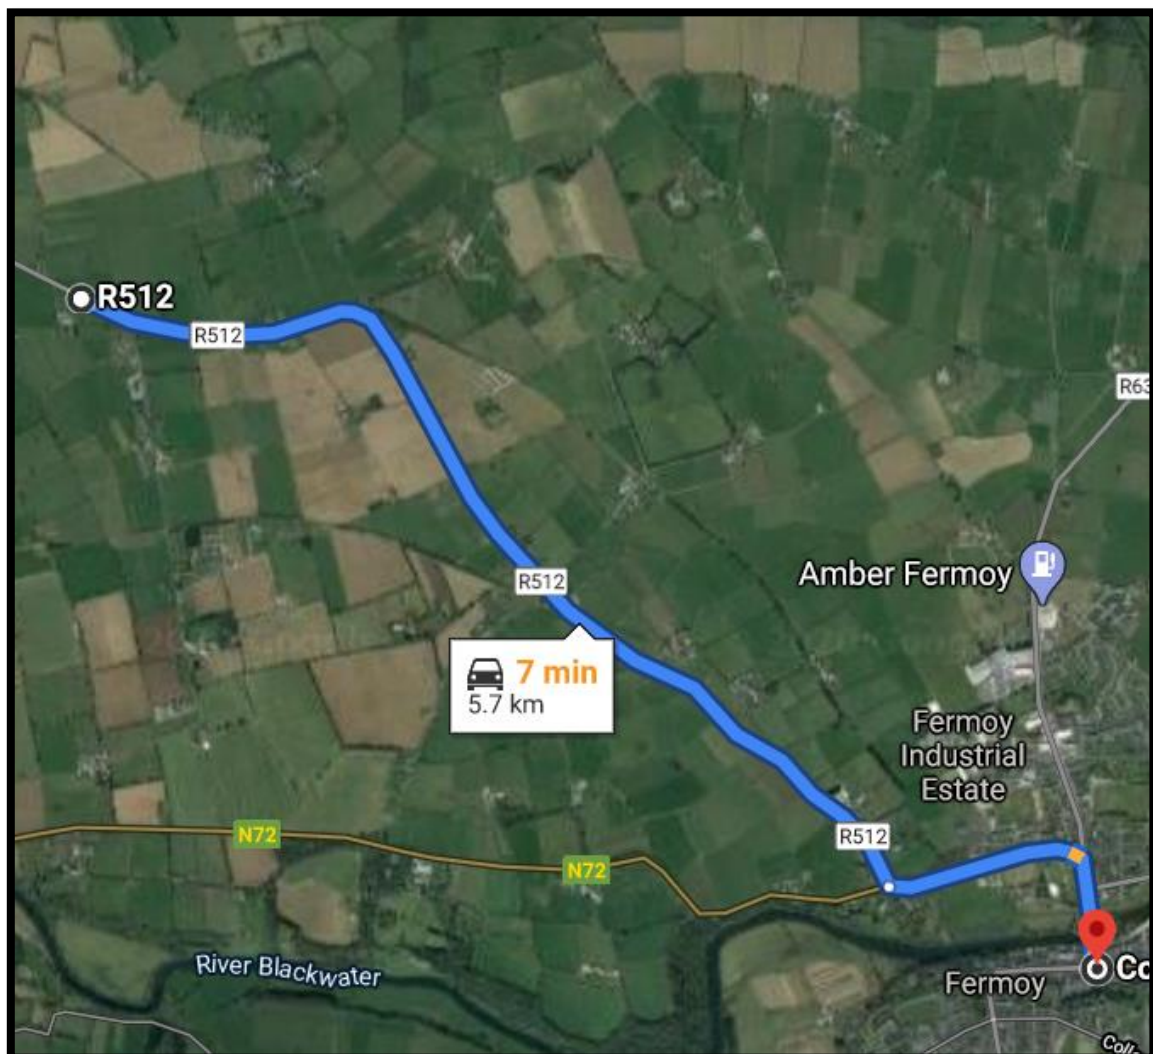 R512
R512
R63
R512
Amber Fermoy
7 min
5.7 km
Fermoy
Industrial
Estate
N72
R512
N72
River Blackwater
Fermoy
Co
Colle